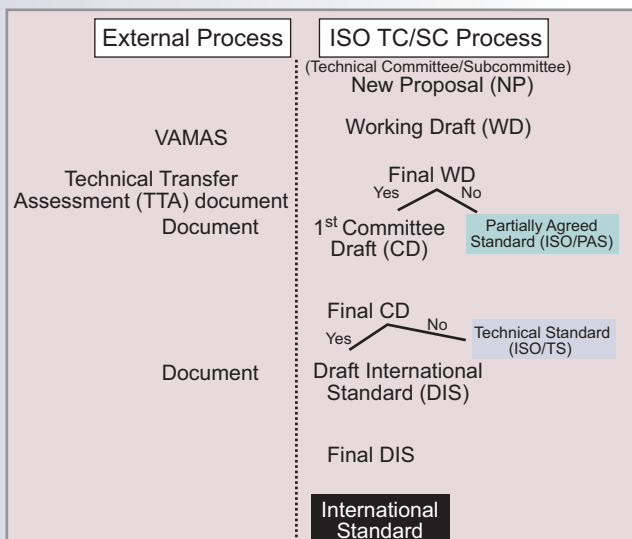 External Process
ISO TC/SC Process
(Technical Committee/Subcommittee)
New Proposal (NP)
Working Draft (WD)
VAMAS
Final WD
Technical Transfer
Assessment (TTA) document
Yes
No
Document
1st Committee
Draft (CD)
Partially Agreed
Standard (ISO/PAS)
Final CD
Yes
No
Technical Standard
(ISO/TS)
Document
Draft International
Standard (DIS)
Final DIS
International
Standard